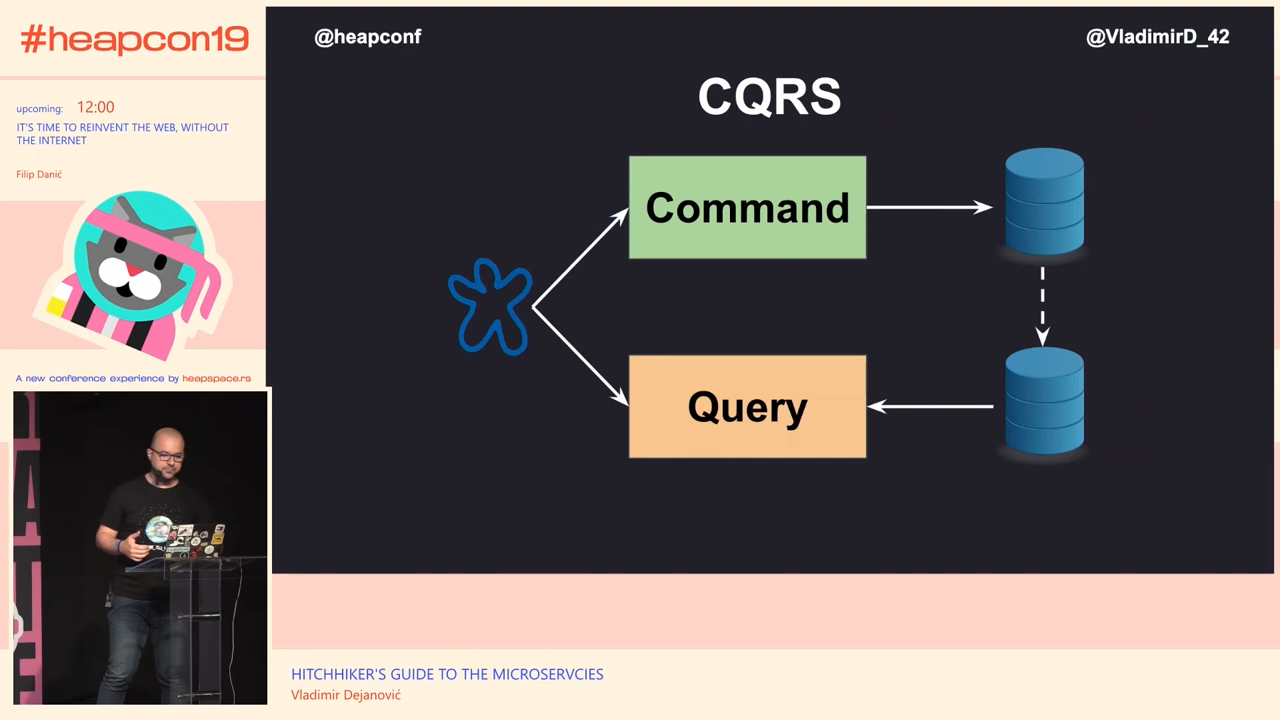 #heapcon19
upcoming: 12:00
IT'S TIME TO REINVENT THE WEB, WITHOUT
THE INTERNET
Filip Danić
A new conference experience by heapspace.rs
@heapconf
@VladimirD_42
CQRS
Command
Query
HITCHHIKER'S GUIDE TO THE MICROSERVCIES
Vladimir Dejanović